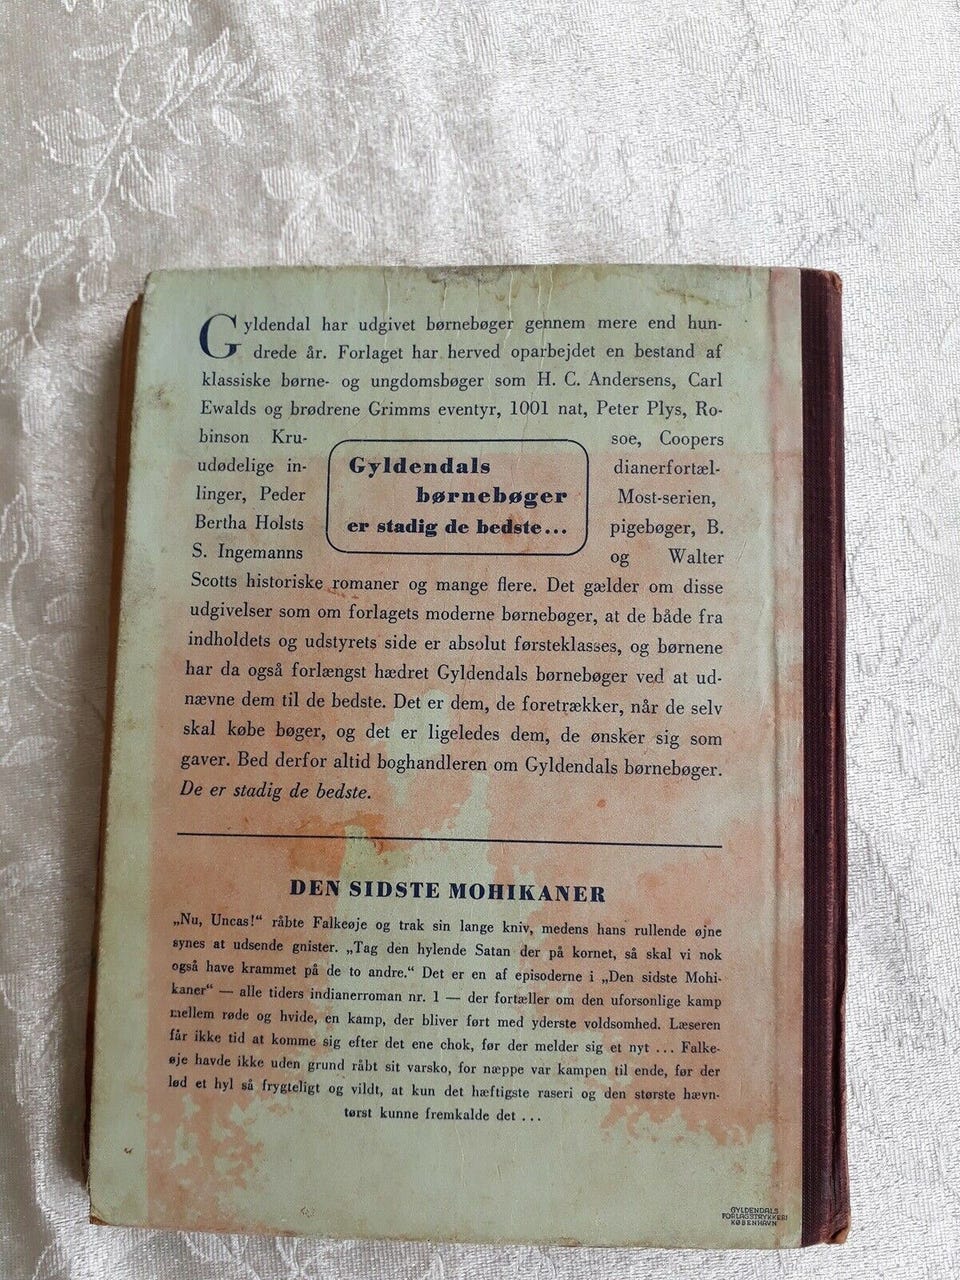 Gyldendal har udgivet børnebøger gennem mere end hun-
drede år. Forlaget har herved oparbejdet en bestand af
klassiske børne- og ungdomsbøger som H. C. Andersens, Carl
Ewalds og brødrene Grimms eventyr, 1001 nat, Peter Plys, Ro-
binson Kru- soe, Coopers
udødelige in- dianerfortæl-
linger, Peder Most-serien,
Bertha Holsts pigebøger, B.
S. Ingemanns og Walter
Gyldendals
børnebøger
er stadig de bedste...
Scotts historiske romaner og mange flere. Det gælder om disse
udgivelser som om forlagets moderne børnebøger, at de både fra
indholdets og udstyrets side er absolut førsteklasses, og børnene
har da også forlængst hædret Gyldendals børnebøger ved at ud-
nævne dem til de bedste. Det er dem, de foretrækker, når de selv
skal købe bøger, og det er ligeledes dem, de ønsker sig som
gaver. Bed derfor altid boghandleren om Gyldendals børnebøger.
De er stadig de bedste.
DEN SIDSTE MOHIKANER
„Nu, Uncas!“ råbte Falkeøje og trak sin lange kniv, medens hans rullende øjne
synes at udsende gnister. „Tag den hylende Satan der på kornet, så skal vi nok
også have krammet på de to andre.“ Det er en af episoderne i „Den sidste Mohi-
kaner“ — alle tiders indianerroman nr. 1 — der fortæller om den uforsonlige kamp
mellem røde og hvide, en kamp, der bliver ført med yderste voldsomhed. Læseren
får ikke tid at komme sig efter det ene chok, før der melder sig et nyt ... Falke-
øje havde ikke uden grund råbt sit varsko, for næppe var kampen til ende, før der
lød et hyl så frygteligt og vildt, at kun det hæftigste raseri og den største hævn-
tørst kunne fremkalde det ...
GYLDENDALS
FORLAGSTRYKKERI
KØBENHAVN